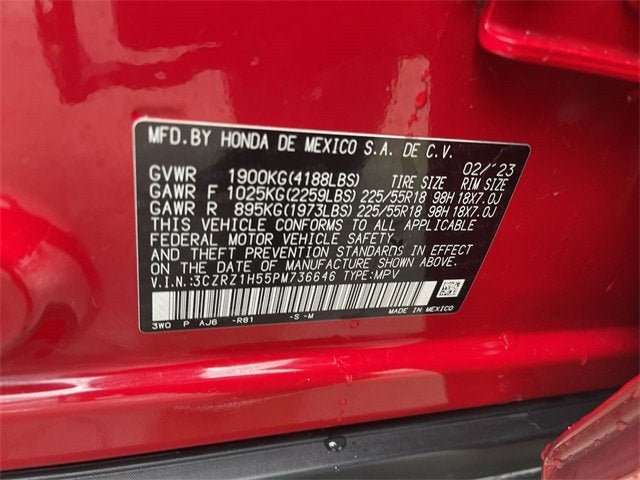 MFD. BY HONDA DE MEXICO S.A. DE C.V.
02/'23
GVWR 1900KG(4188LBS) TIRE SIZE RIM SIZE
GAWR F 1025KG(2259LBS) 225/55R18 98H 18X7.0J
GAWR R 895KG(1973LBS) 225/55R18 98H 18X7.0J
THIS VEHICLE CONFORMS TO ALL APPLICABLE
FEDERAL MOTOR VEHICLE SAFETY
AND THEFT PREVENTION STANDARDS IN EFFECT
ON THE DATE OF MANUFACTURE SHOWN ABOVE.
V.I.N.:3CZRZ1H55PM736646 TYPE:MPV
3W0 P AJ6 -R81 -S -M
MADE IN MEXICO